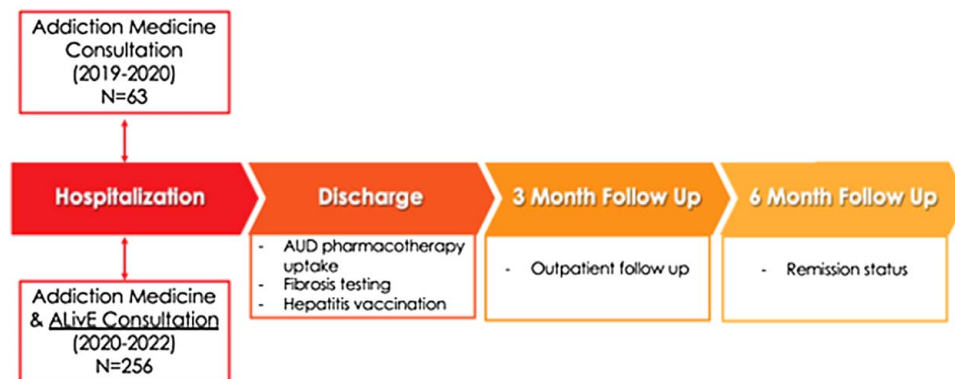 Addiction Medicine
Consultation
(2019-2020)
N=63
Hospitalization
Discharge
3 Month Follow Up
6 Month Follow Up
- AUD pharmacotherapy
uptake
- Fibrosis testing
- Hepatitis vaccination
- Outpatient follow up
- Remission status
Addiction Medicine
& ALivE Consultation
(2020-2022)
N=256